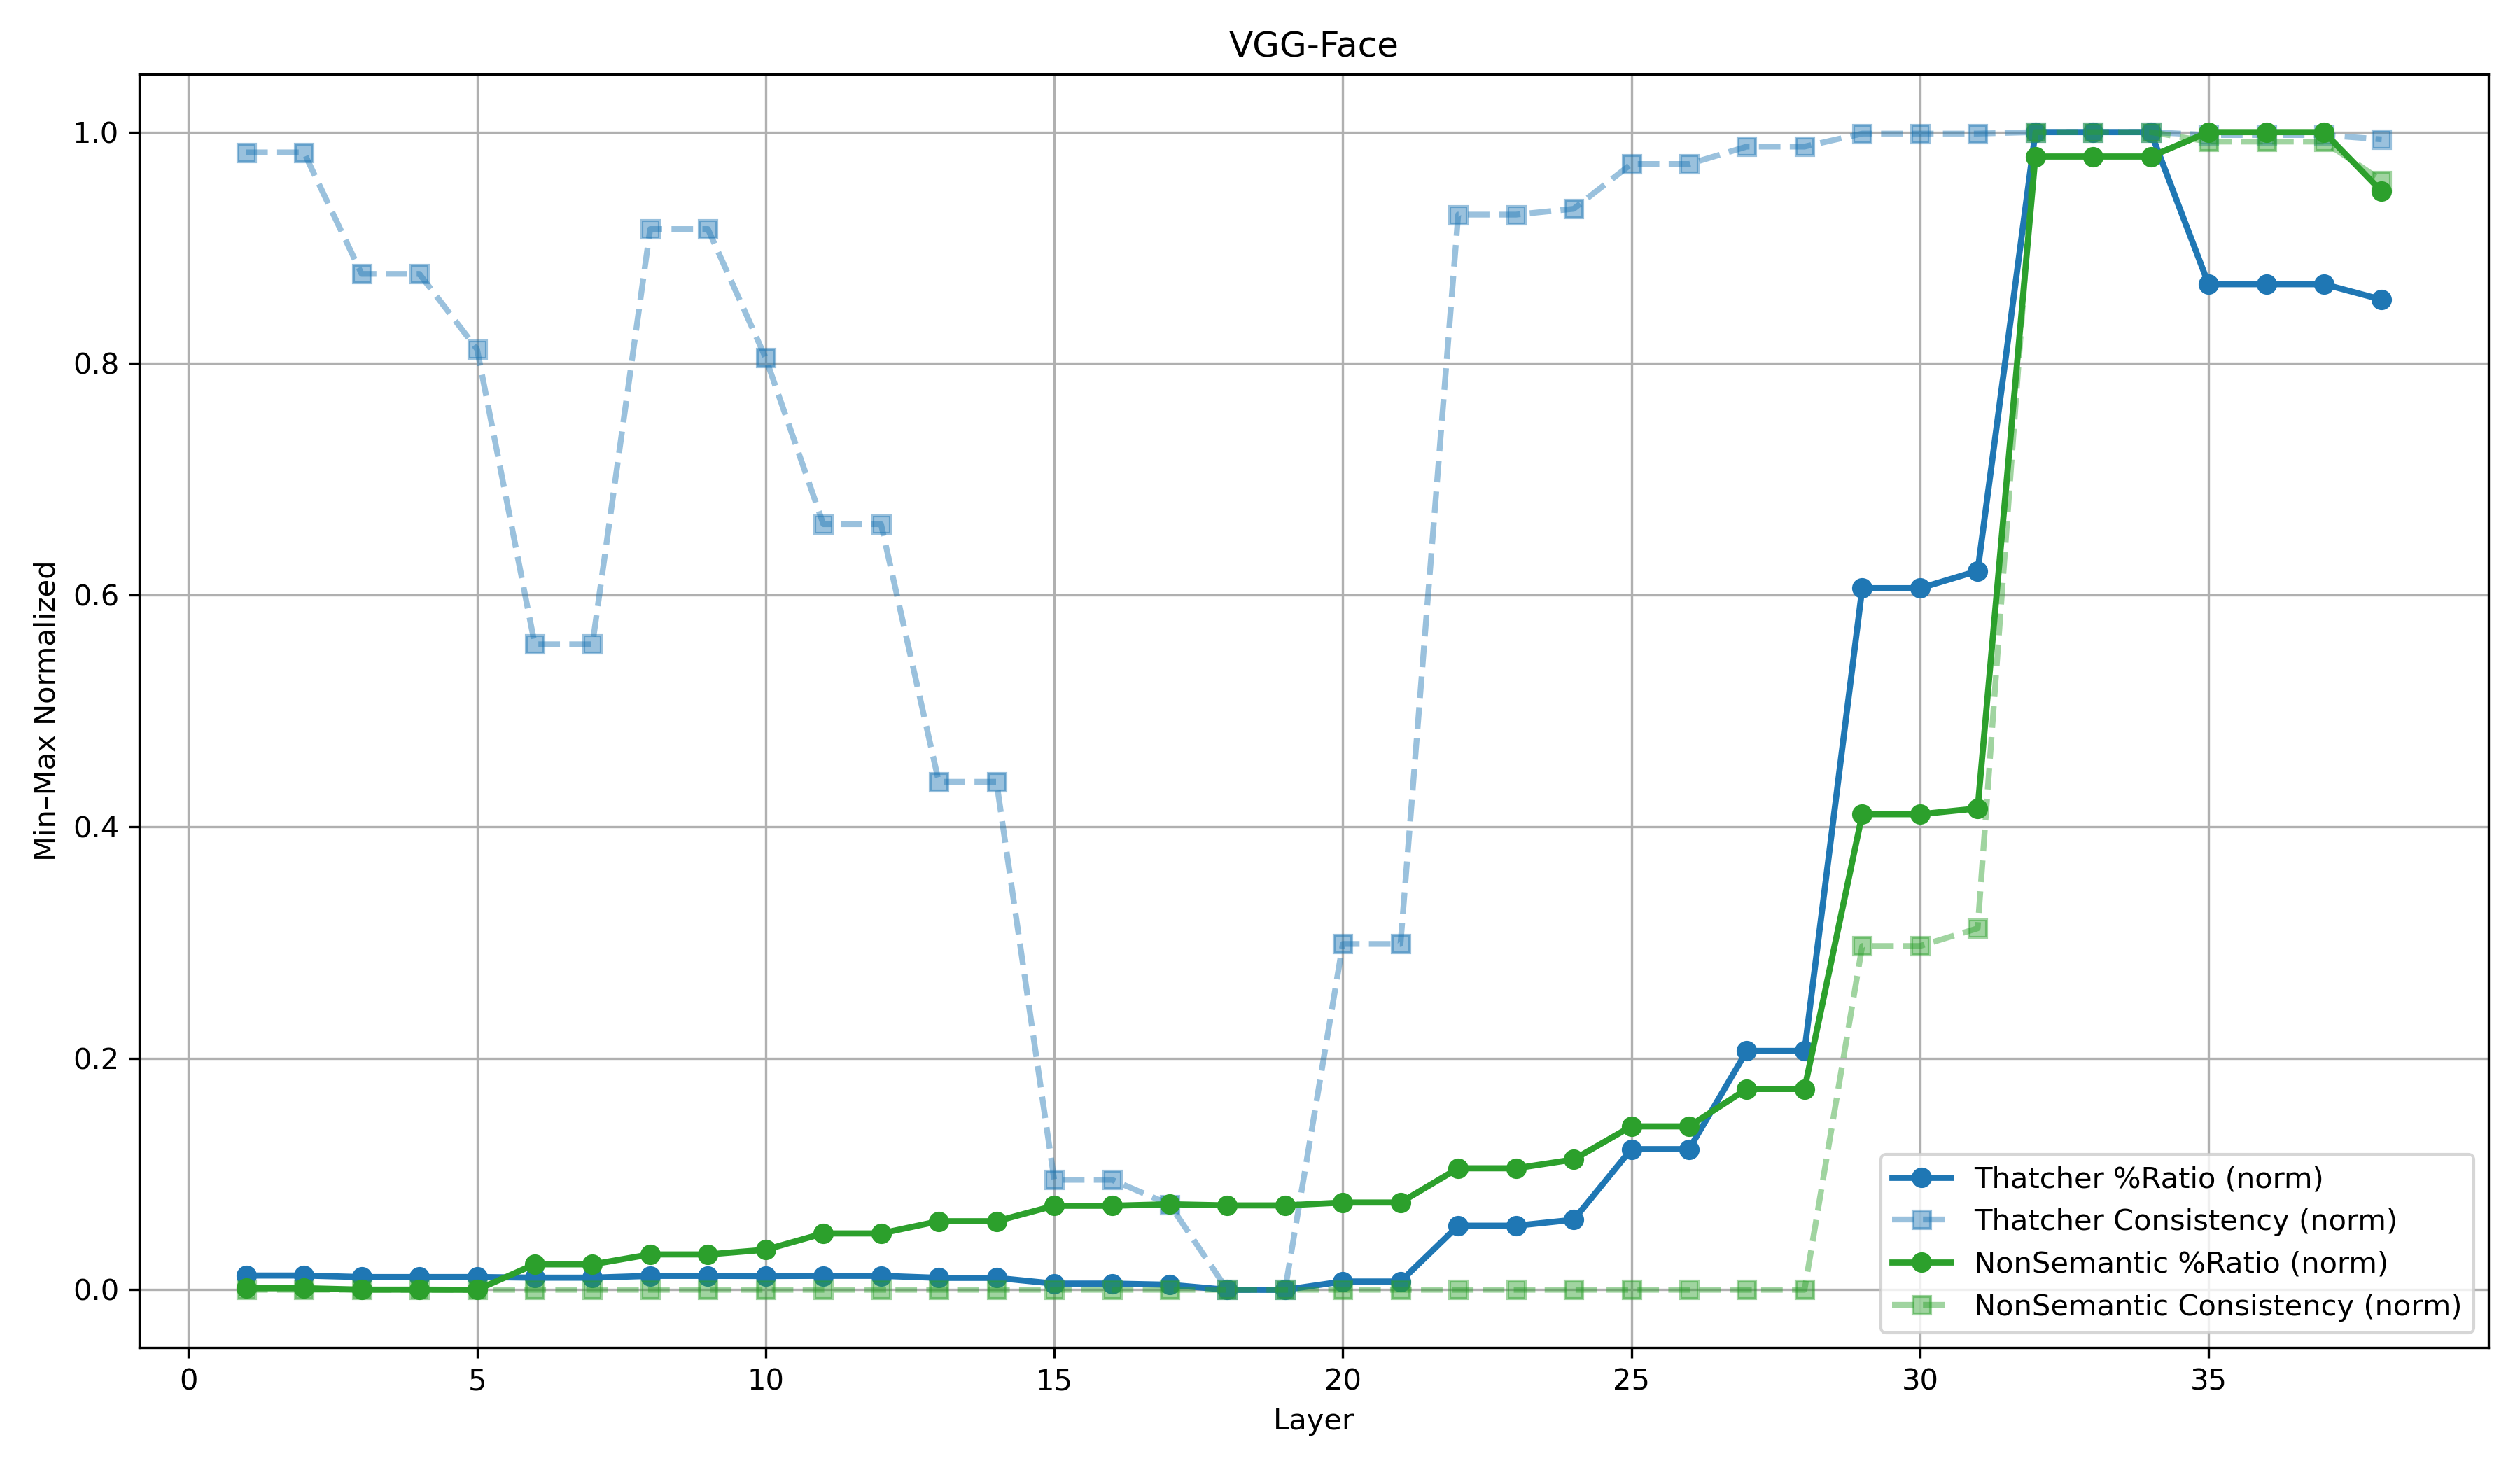 VGG-Face
Min–Max Normalized
1.0
0.8
0.6
0.4
0.2
0.0
0 5 10 15 20 25 30 35
Layer
Thatcher %Ratio (norm)
Thatcher Consistency (norm)
NonSemantic %Ratio (norm)
NonSemantic Consistency (norm)